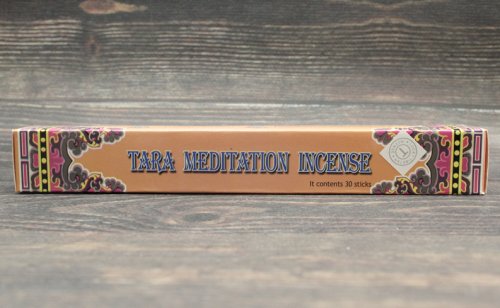 TARA MEDITATION INCENSE
It contents 30 sticks